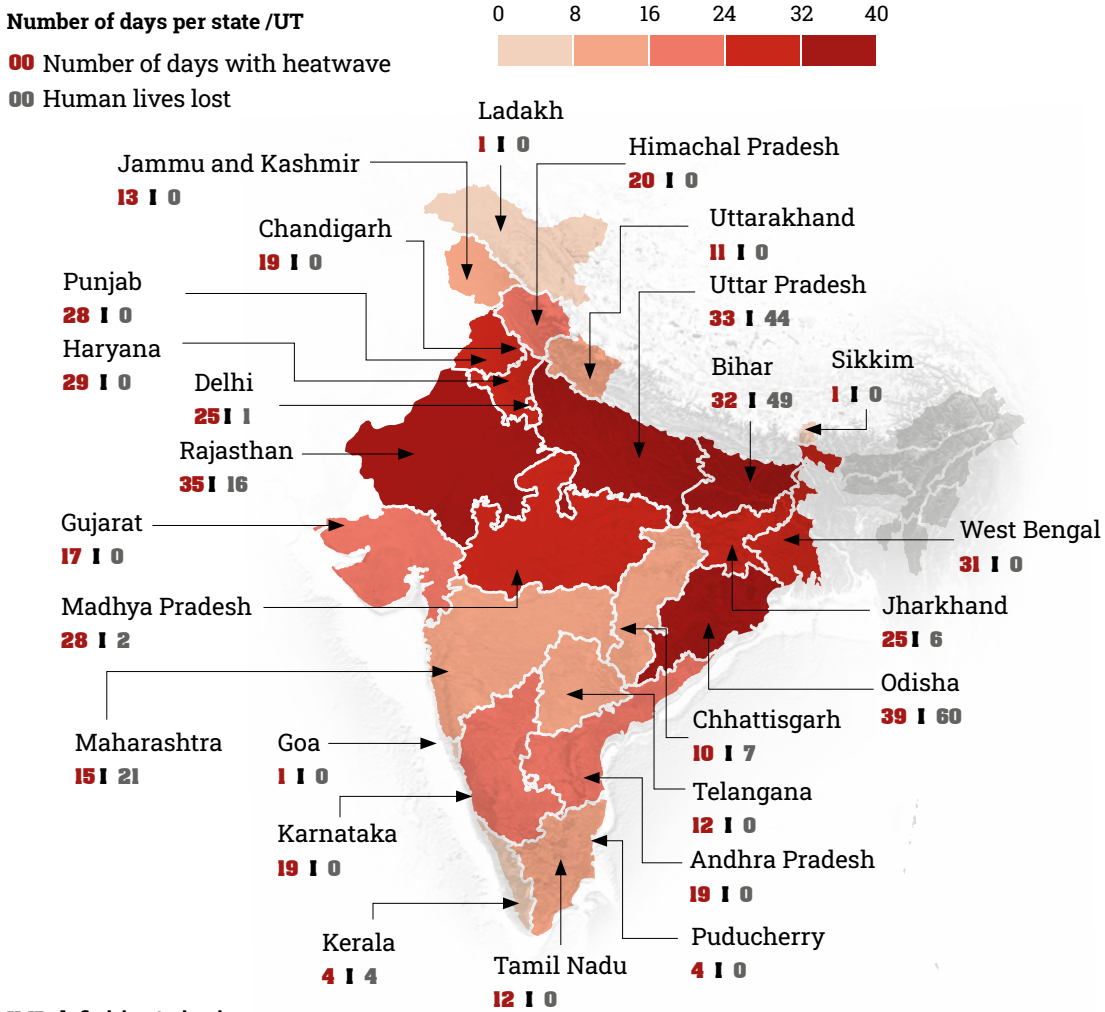 Number of days per state /UT
00 Number of days with heatwave
00 Human lives lost
0 8 16 24 32 40
Ladakh
1 I 0
Himachal Pradesh
20 I 0
Jammu and Kashmir
13 I 0
Uttarakhand
11 I 0
Chandigarh
19 I 0
Punjab
28 I 0
Uttar Pradesh
33 I 44
Haryana
29 I 0
Bihar
32 I 49
Sikkim
1 I 0
Delhi
25 I 1
Rajasthan
35 I 16
Gujarat
17 I 0
West Bengal
31 I 0
Madhya Pradesh
28 I 2
Jharkhand
25 I 6
Odisha
39 I 60
Chhattisgarh
10 I 7
Maharashtra
15 I 21
Goa
1 I 0
Telangana
12 I 0
Karnataka
19 I 0
Andhra Pradesh
19 I 0
Kerala
4 I 4
Puducherry
4 I 0
Tamil Nadu
12 I 0